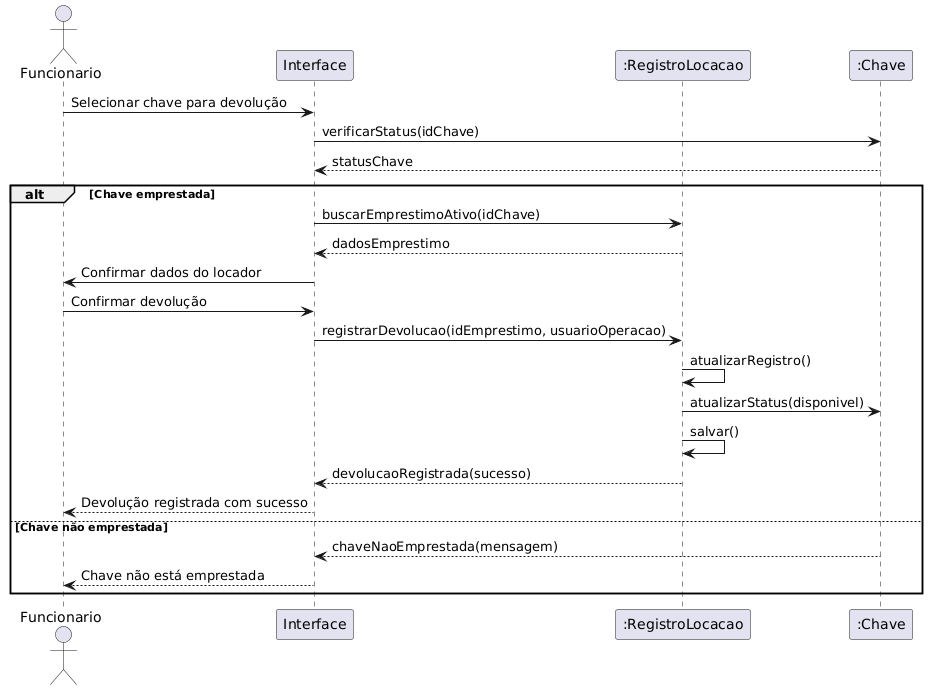 Funcionario
Interface
:RegistroLocacao
:Chave
Selecionar chave para devolução
verificarStatus(idChave)
statusChave
alt
[Chave emprestada]
buscarEmprestimoAtivo(idChave)
dadosEmprestimo
Confirmar dados do locador
Confirmar devolução
registrarDevolucao(idEmprestimo, usuarioOperacao)
atualizarRegistro()
atualizarStatus(disponivel)
salvar()
devolucaoRegistrada(sucesso)
Devolução registrada com sucesso
[Chave não emprestada]
chaveNaoEmprestada(mensagem)
Chave não está emprestada
Funcionario
Interface
:RegistroLocacao
:Chave